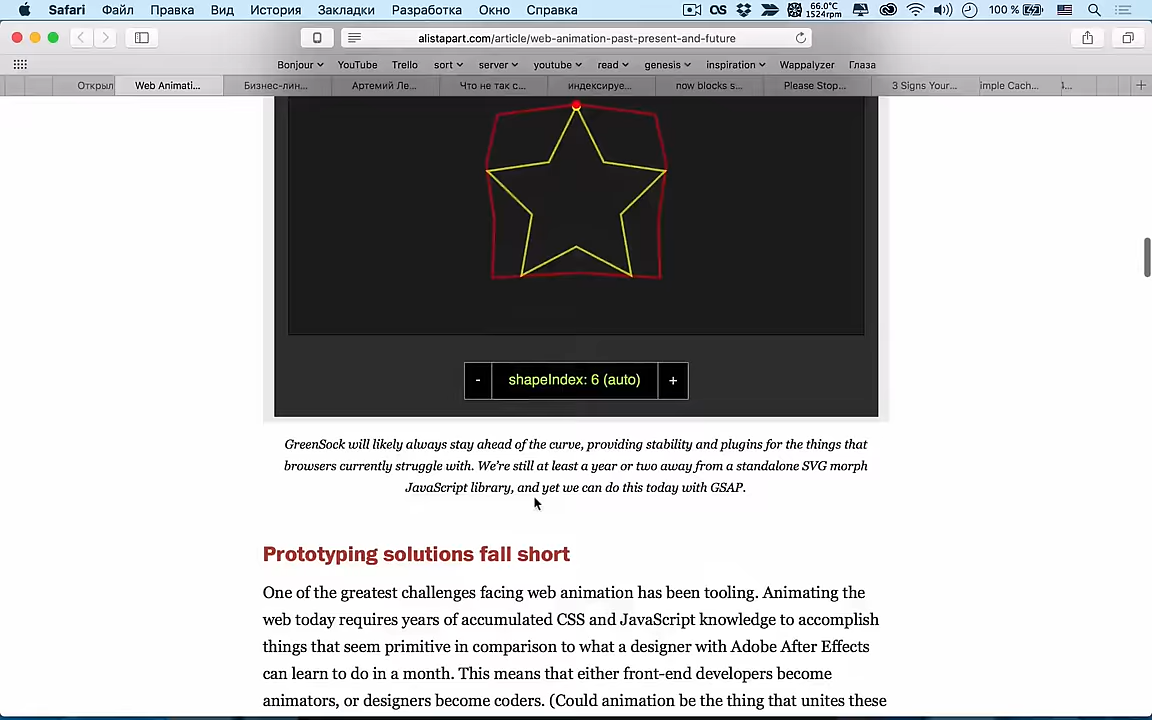 Safari Файл Правка Вид История Закладки Разработка Окно Справка OS 66.0°C 1524rpm 100 %
alistapart.com/article/web-animation-past-present-and-future
Bonjour YouTube Trello sort server youtube read genesis inspiration Wappalyzer Глаза
Открыл Web Animati... Бизнес-лин... Артемий Ле... Что не так с... индексируе... now blocks s... Please Stop... 3 Signs Your... imple Cach...
- shapeIndex: 6 (auto) +
GreenSock will likely always stay ahead of the curve, providing stability and plugins for the things that
browsers currently struggle with. We're still at least a year or two away from a standalone SVG morph
JavaScript library, and yet we can do this today with GSAP.
Prototyping solutions fall short
One of the greatest challenges facing web animation has been tooling. Animating the
web today requires years of accumulated CSS and JavaScript knowledge to accomplish
things that seem primitive in comparison to what a designer with Adobe After Effects
can learn to do in a month. This means that either front-end developers become
animators, or designers become coders. (Could animation be the thing that unites these